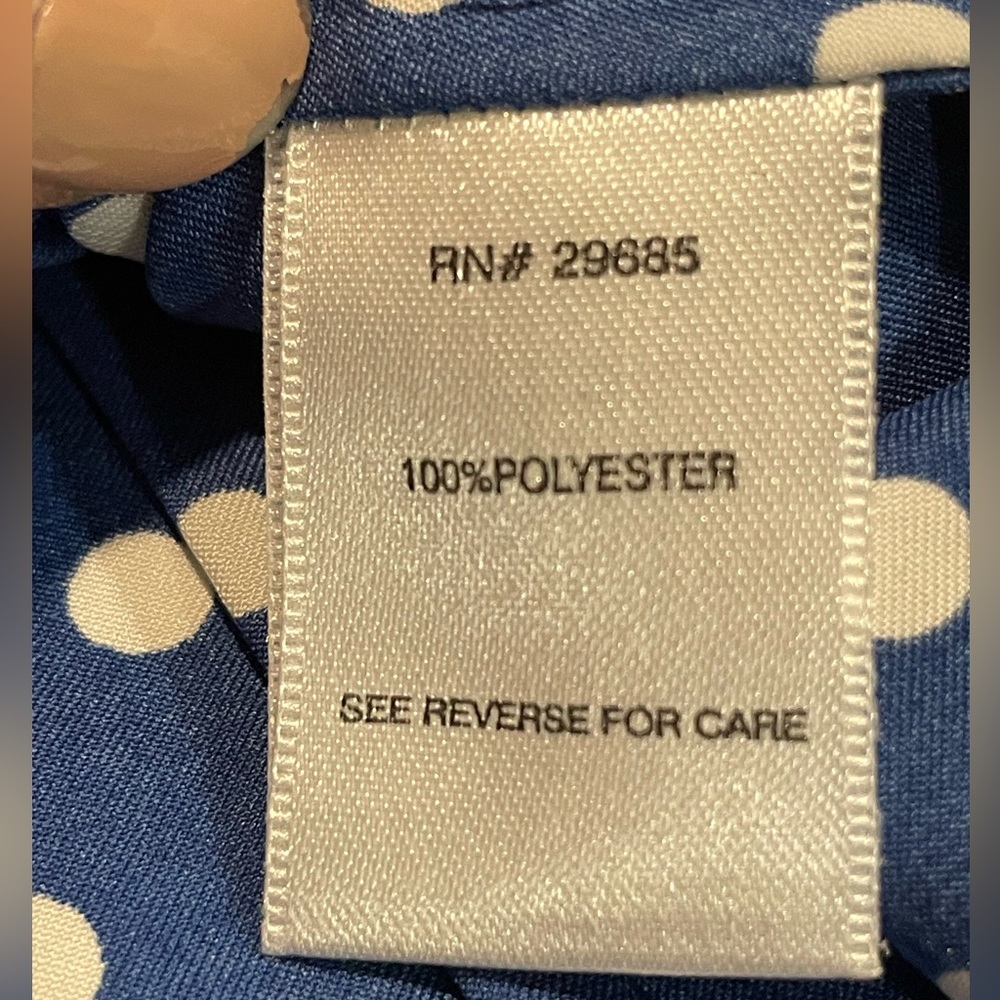 RN# 29685
100%POLYESTER
SEE REVERSE FOR CARE